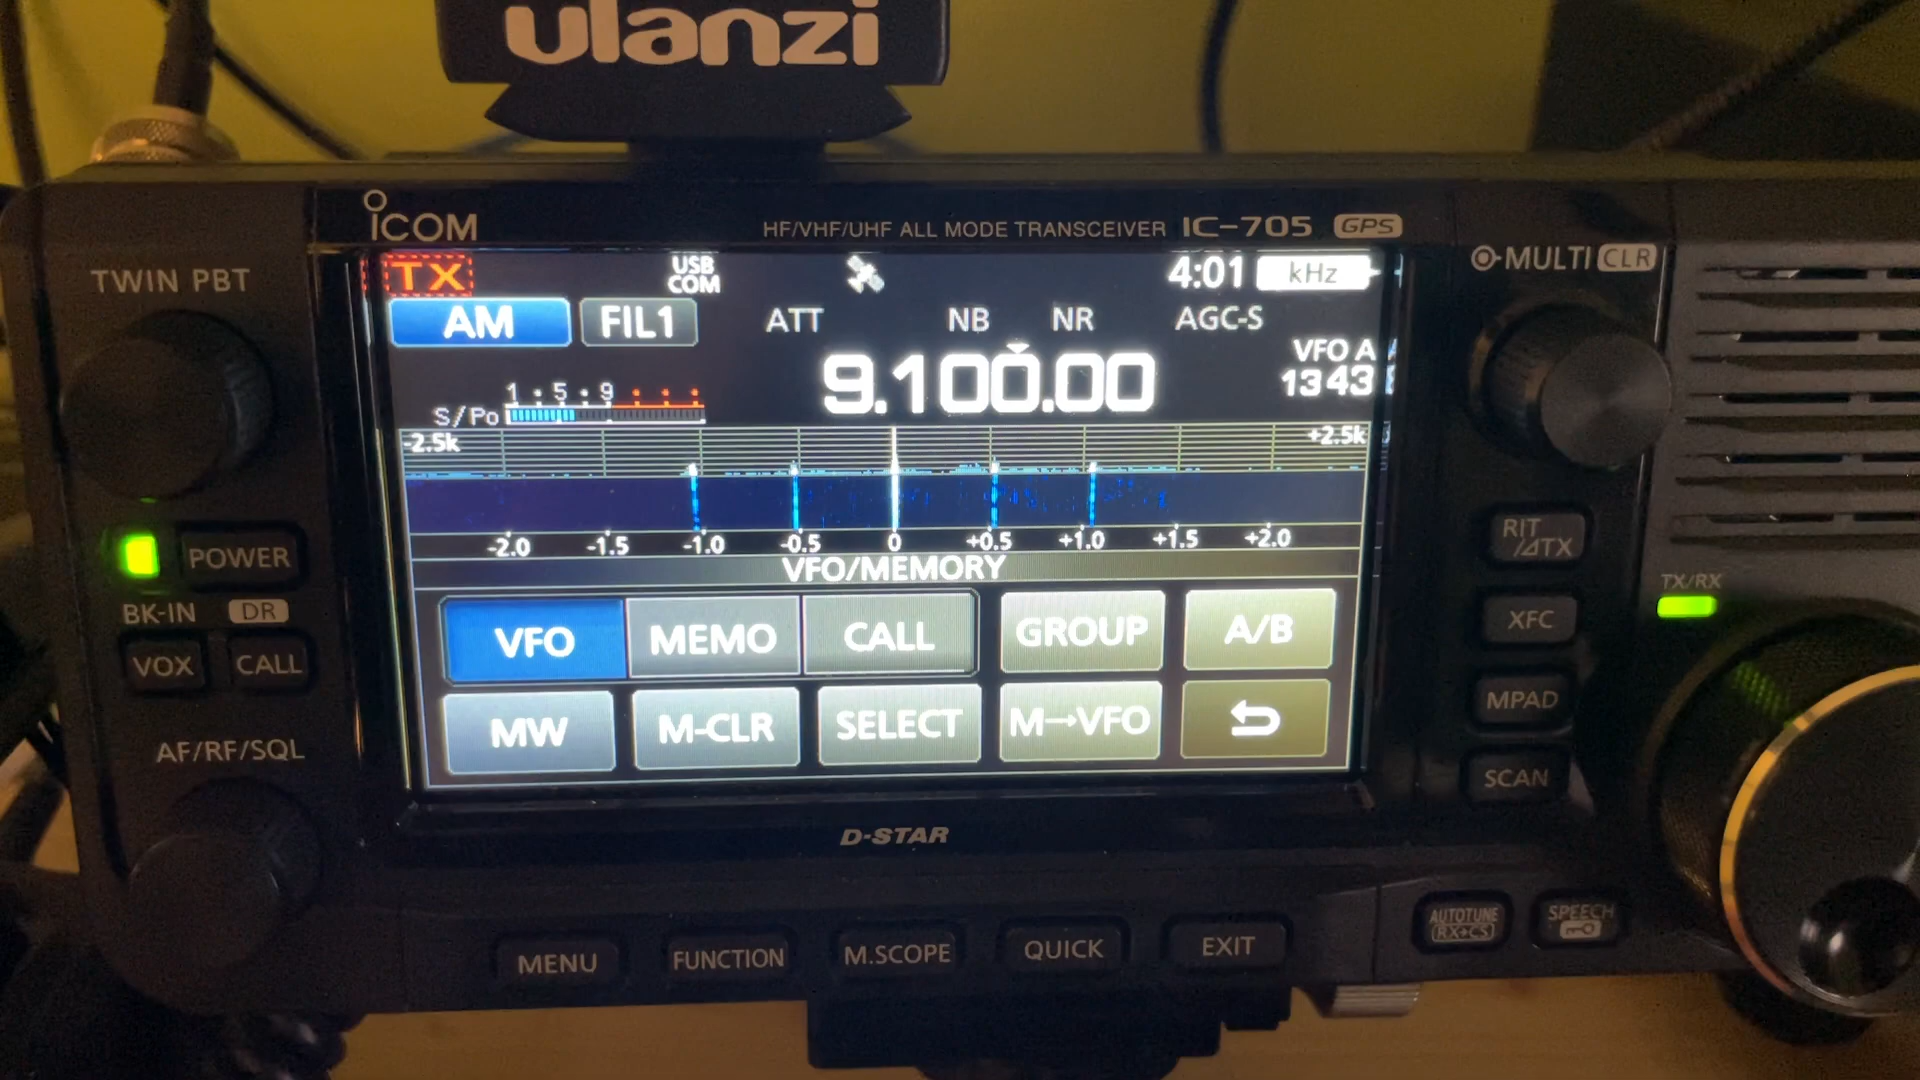 ulanzi
ICOM
HF/VHF/UHF ALL MODE TRANSCEIVER IC-705 GPS
TWIN PBT
MULTI CLR
TX
USB COM
4:01 kHz
AM FIL1 ATT NB NR AGC-S
9.100.00
VFO A
1343
1 5 9
S/Po
-2.5k +2.5k
-2.0 -1.5 -1.0 -0.5 0 +0.5 +1.0 +1.5 +2.0
VFO/MEMORY
VFO MEMO CALL GROUP A/B
MW M-CLR SELECT M→VFO
POWER
BK-IN DR
VOX CALL
AF/RF/SQL
RIT/⊿TX
TX/RX
XFC
MPAD
SCAN
D-STAR
MENU FUNCTION M.SCOPE QUICK EXIT
AUTOTUNE RX→CS
SPEECH